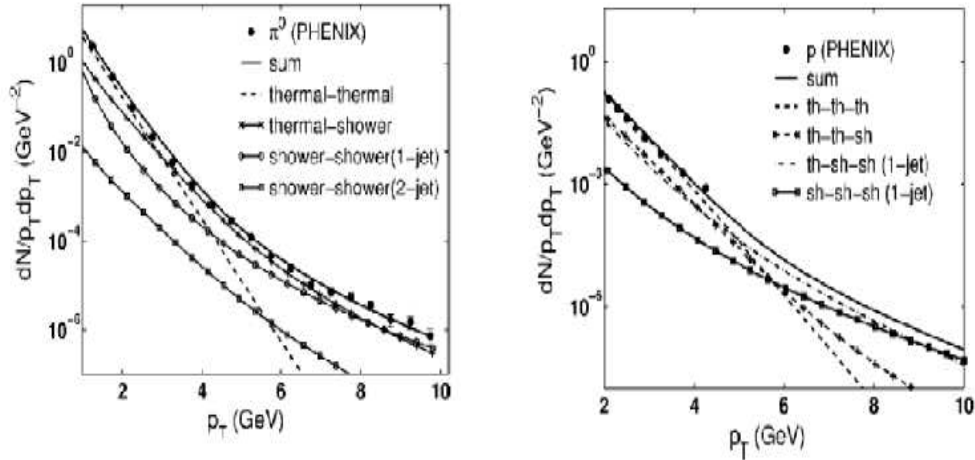 π⁰ (PHENIX)
sum
thermal−thermal
thermal−shower
shower−shower(1−jet)
shower−shower(2−jet)
dN/p_T dp_T (GeV⁻²)
10⁰
10⁻²
10⁻⁴
10⁻⁶
2 4 6 8 10
p_T (GeV)
p (PHENIX)
sum
th−th−th
th−th−sh
th−sh−sh (1−jet)
sh−sh−sh (1−jet)
dN/p_T dp_T (GeV⁻²)
10⁻¹
10⁻³
10⁻⁵
2 4 6 8 10
p_T (GeV)